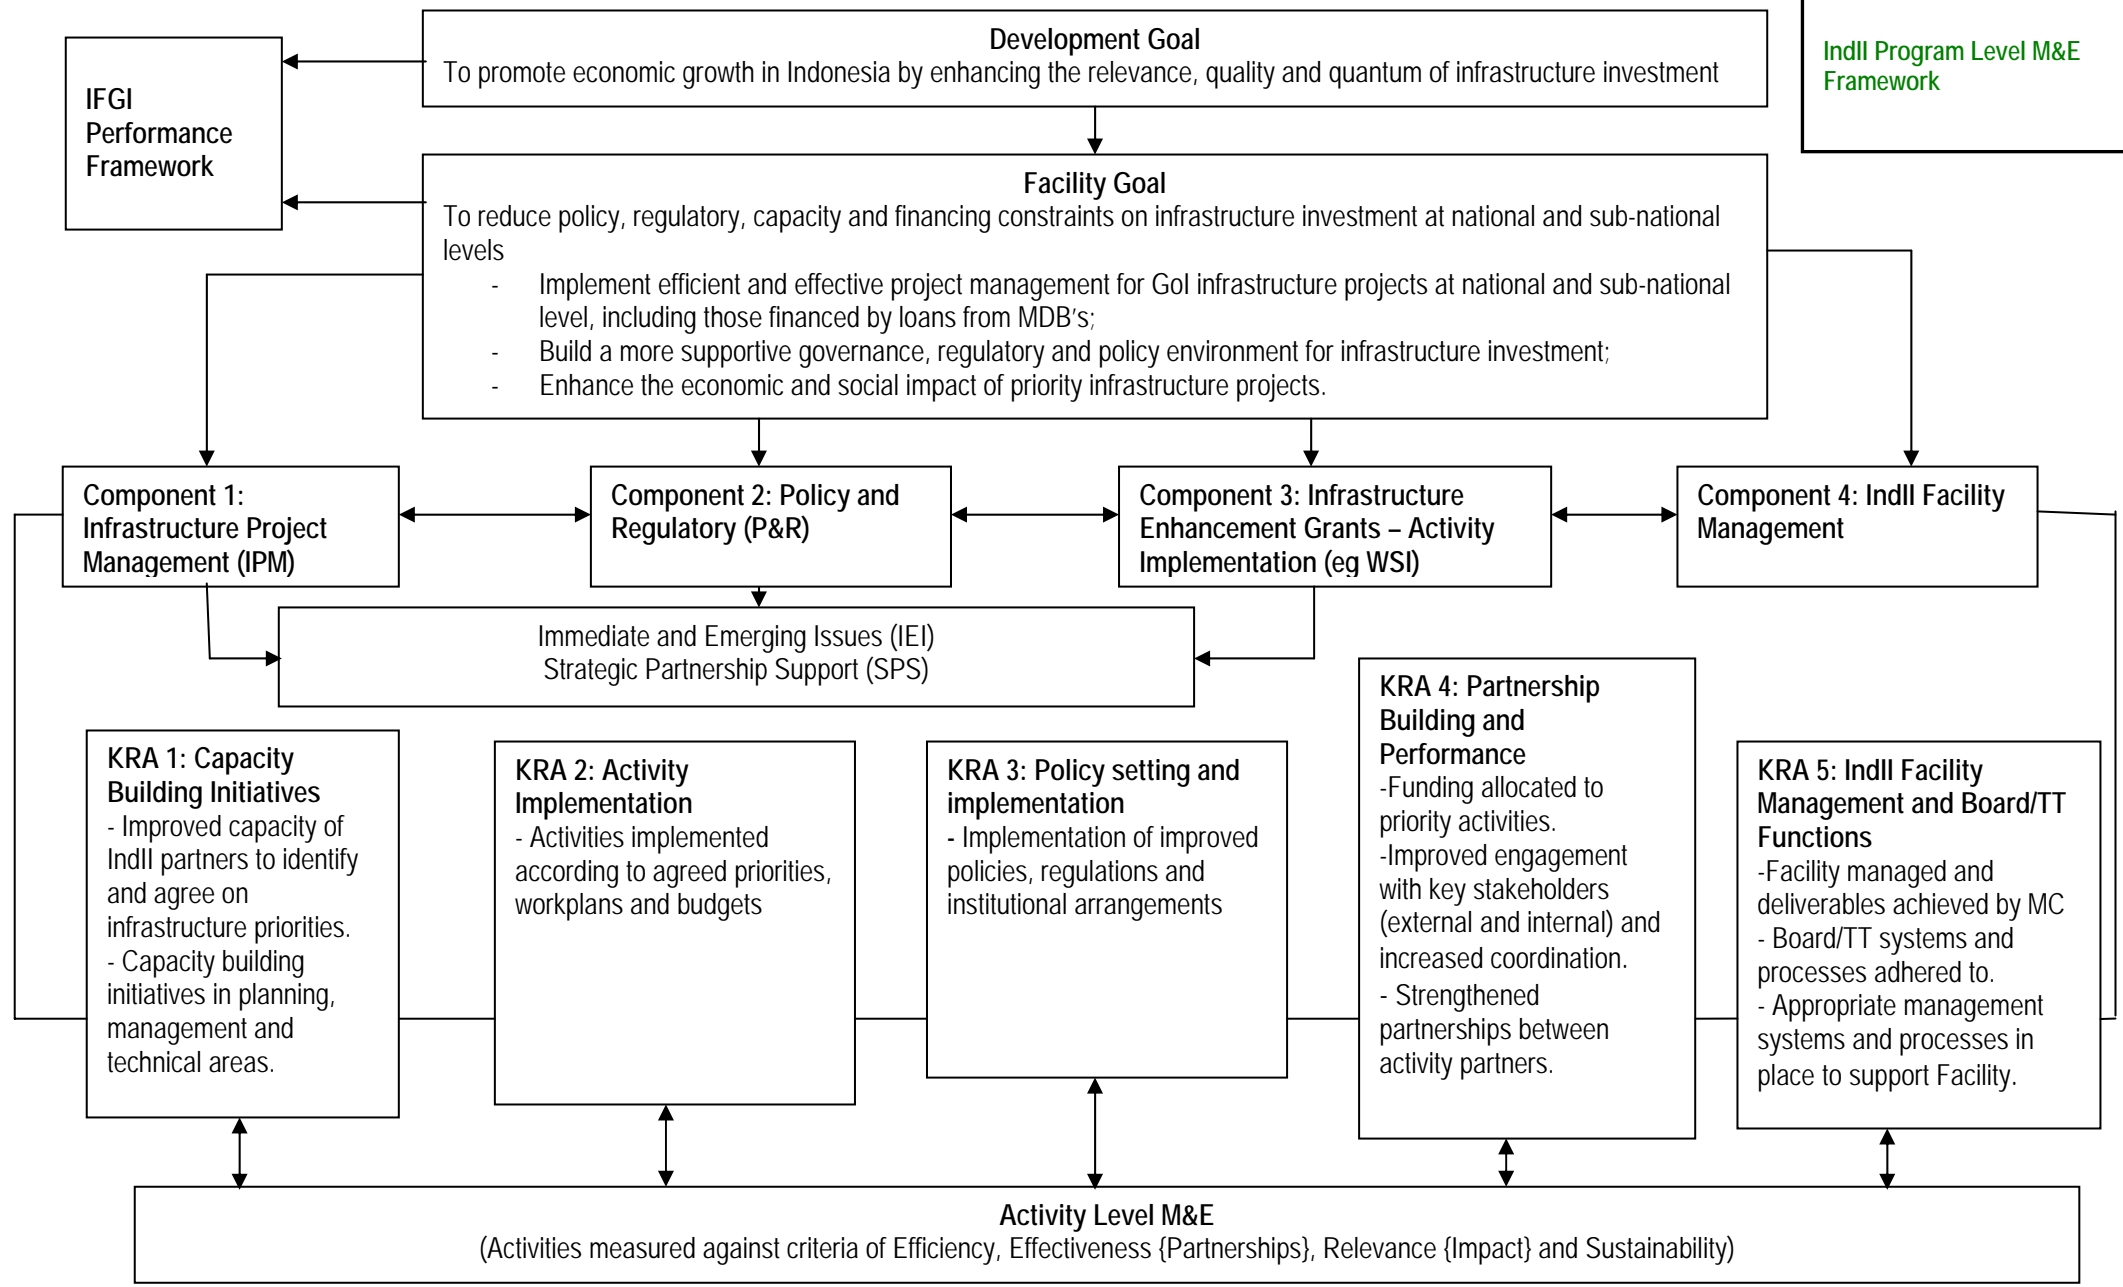 Development Goal
To promote economic growth in Indonesia by enhancing the relevance, quality and quantum of infrastructure investment
IndII Program Level M&E
Framework
IFGI
Performance
Framework
Facility Goal
To reduce policy, regulatory, capacity and financing constraints on infrastructure investment at national and sub-national
levels
- Implement efficient and effective project management for GoI infrastructure projects at national and sub-national
level, including those financed by loans from MDB's;
- Build a more supportive governance, regulatory and policy environment for infrastructure investment;
- Enhance the economic and social impact of priority infrastructure projects.
Component 1:
Infrastructure Project
Management (IPM)
Component 2: Policy and
Regulatory (P&R)
Component 3: Infrastructure
Enhancement Grants – Activity
Implementation (eg WSI)
Component 4: IndII Facility
Management
Immediate and Emerging Issues (IEI)
Strategic Partnership Support (SPS)
KRA 1: Capacity
Building Initiatives
- Improved capacity of
IndII partners to identify
and agree on
infrastructure priorities.
- Capacity building
initiatives in planning,
management and
technical areas.
KRA 2: Activity
Implementation
- Activities implemented
according to agreed priorities,
workplans and budgets
KRA 3: Policy setting and
implementation
- Implementation of improved
policies, regulations and
institutional arrangements
KRA 4: Partnership
Building and
Performance
-Funding allocated to
priority activities.
-Improved engagement
with key stakeholders
(external and internal) and
increased coordination.
- Strengthened
partnerships between
activity partners.
KRA 5: IndII Facility
Management and Board/TT
Functions
-Facility managed and
deliverables achieved by MC
- Board/TT systems and
processes adhered to.
- Appropriate management
systems and processes in
place to support Facility.
Activity Level M&E
(Activities measured against criteria of Efficiency, Effectiveness {Partnerships}, Relevance {Impact} and Sustainability)